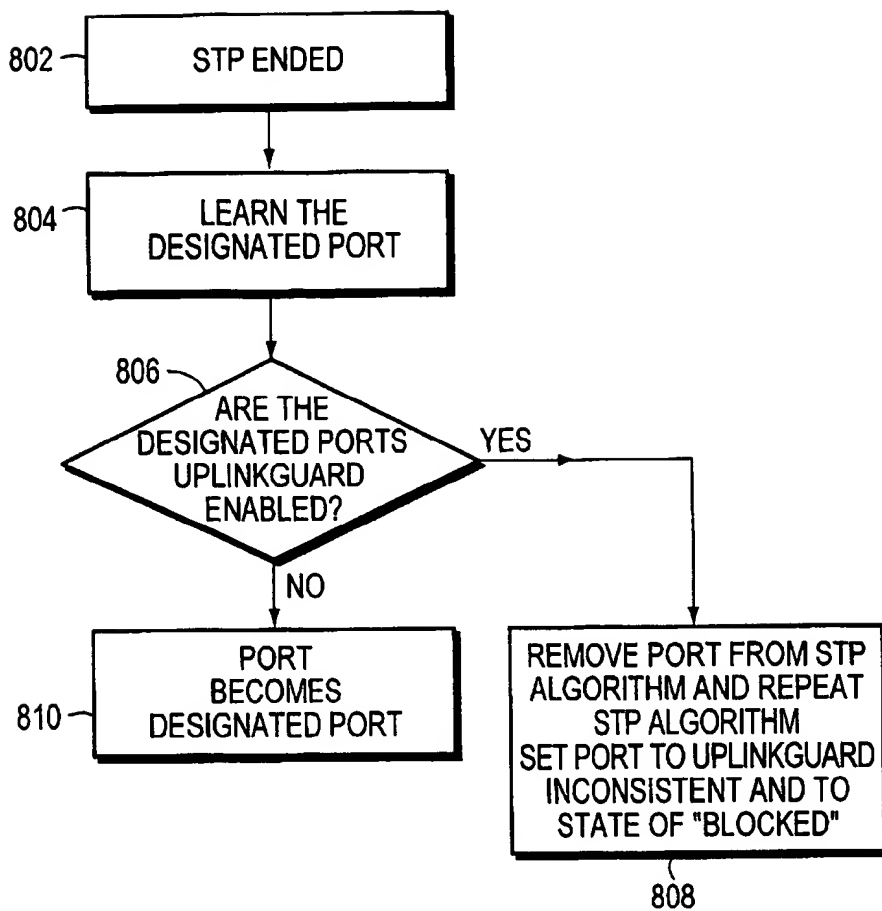 802
STP ENDED
804
LEARN THE
DESIGNATED PORT
806
ARE THE
DESIGNATED PORTS
UPLINKGUARD
ENABLED?
YES
NO
810
PORT
BECOMES
DESIGNATED PORT
REMOVE PORT FROM STP
ALGORITHM AND REPEAT
STP ALGORITHM
SET PORT TO UPLINKGUARD
INCONSISTENT AND TO
STATE OF "BLOCKED"
808